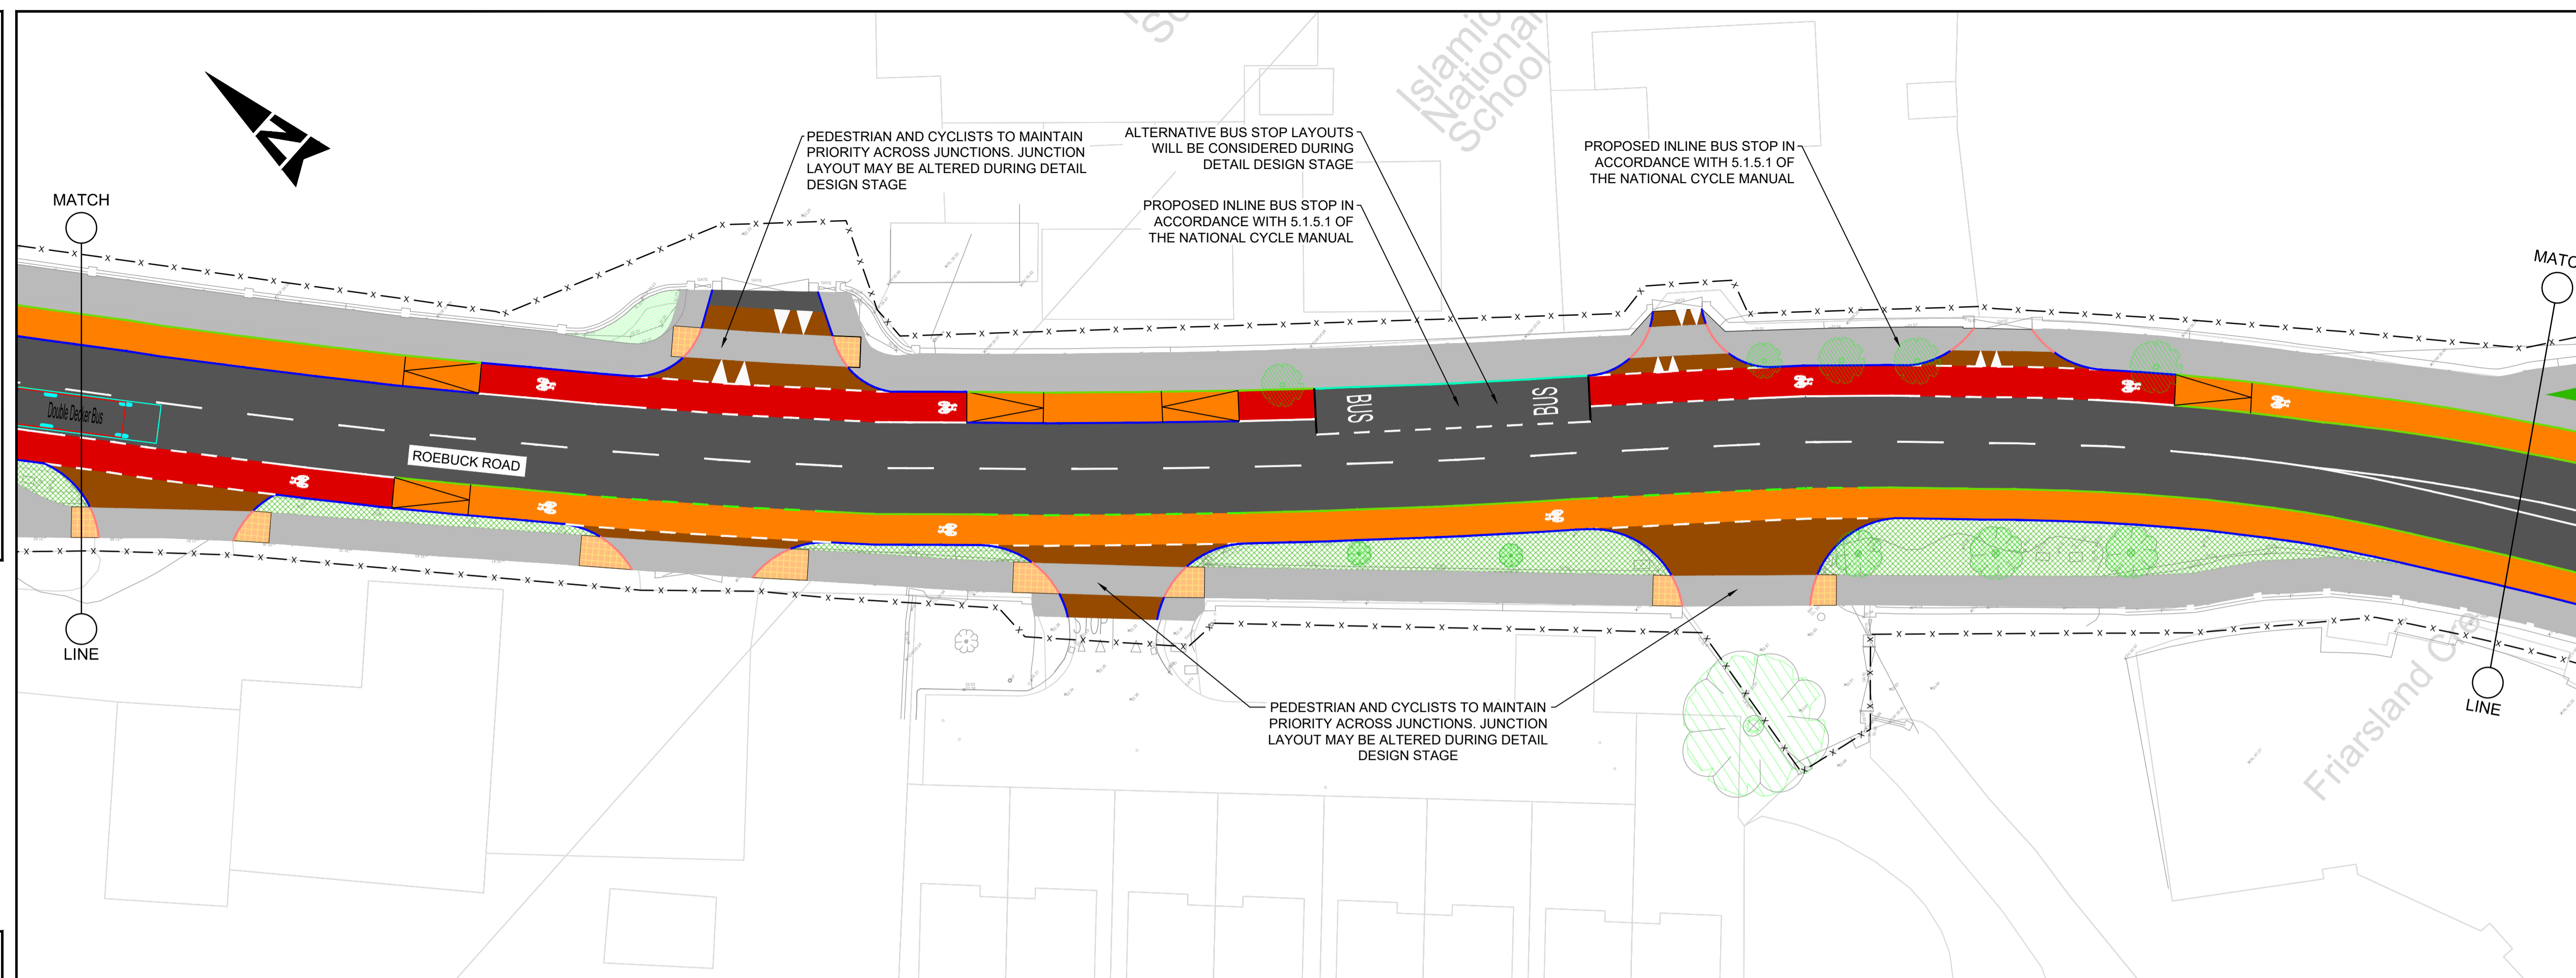 Islamic
National
School
N
MATCH
PEDESTRIAN AND CYCLISTS TO MAINTAIN
PRIORITY ACROSS JUNCTIONS. JUNCTION
LAYOUT MAY BE ALTERED DURING DETAIL
DESIGN STAGE
ALTERNATIVE BUS STOP LAYOUTS
WILL BE CONSIDERED DURING
DETAIL DESIGN STAGE
PROPOSED INLINE BUS STOP IN
ACCORDANCE WITH 5.1.5.1 OF
THE NATIONAL CYCLE MANUAL
PROPOSED INLINE BUS STOP IN
ACCORDANCE WITH 5.1.5.1 OF
THE NATIONAL CYCLE MANUAL
MATC
Double Decker Bus
BUS
BUS
ROEBUCK ROAD
LINE
PEDESTRIAN AND CYCLISTS TO MAINTAIN
PRIORITY ACROSS JUNCTIONS. JUNCTION
LAYOUT MAY BE ALTERED DURING DETAIL
DESIGN STAGE
LINE
Friarsland